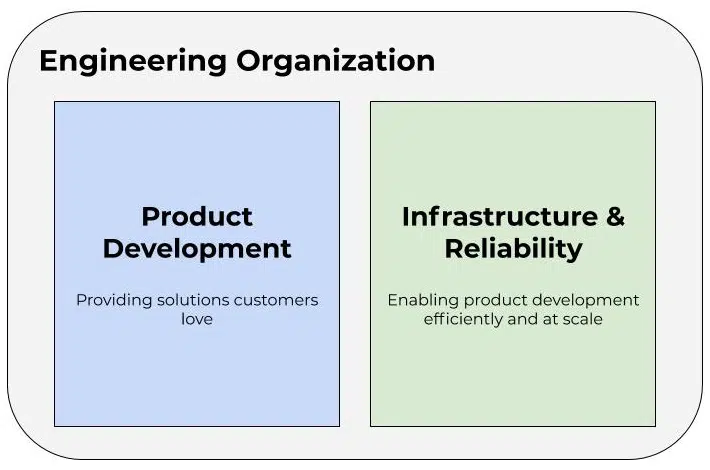 Engineering Organization
Product
Development
Providing solutions customers
love
Infrastructure &
Reliability
Enabling product development
efficiently and at scale